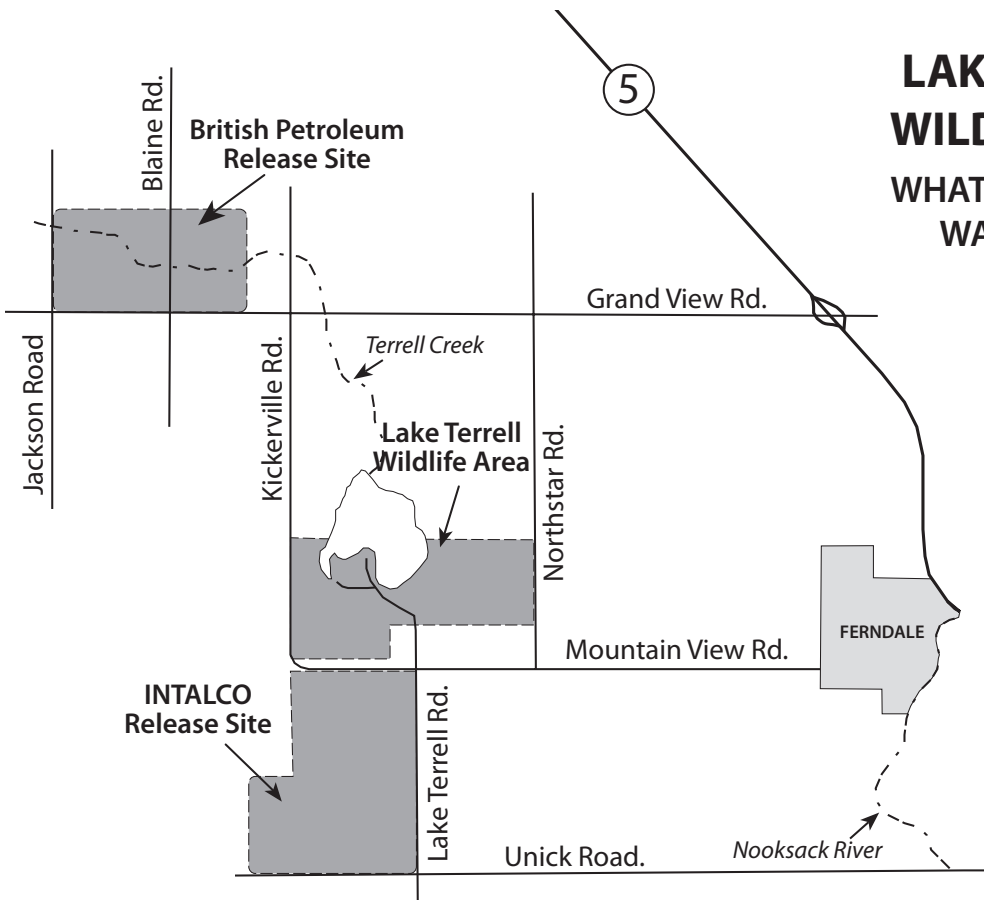 LAK
WILD
WHAT
WA
5
Blaine Rd.
British Petroleum
Release Site
Grand View Rd.
Jackson Road
Kickerville Rd.
Terrell Creek
Lake Terrell
Wildlife Area
Northstar Rd.
FERNDALE
Mountain View Rd.
INTALCO
Release Site
Lake Terrell Rd.
Unick Road.
Nooksack River